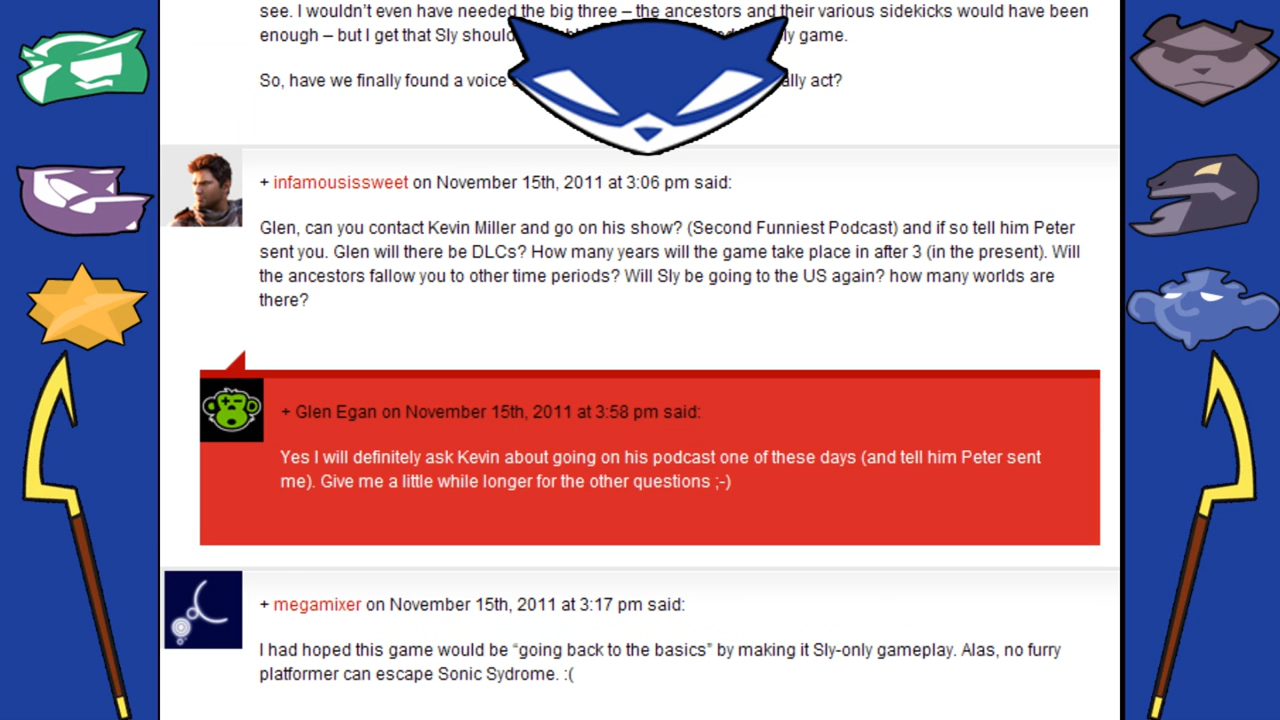 see. I wouldn't even have needed the big three – the ancestors and their various sidekicks would have been
enough – but I get that Sly should ly game.
So, have we finally found a voice ally act?
+ infamousissweet on November 15th, 2011 at 3:06 pm said:
Glen, can you contact Kevin Miller and go on his show? (Second Funniest Podcast) and if so tell him Peter
sent you. Glen will there be DLCs? How many years will the game take place in after 3 (in the present). Will
the ancestors fallow you to other time periods? Will Sly be going to the US again? how many worlds are
there?
+ Glen Egan on November 15th, 2011 at 3:58 pm said:
Yes I will definitely ask Kevin about going on his podcast one of these days (and tell him Peter sent
me). Give me a little while longer for the other questions ;-)
+ megamixer on November 15th, 2011 at 3:17 pm said:
I had hoped this game would be “going back to the basics” by making it Sly-only gameplay. Alas, no furry
platformer can escape Sonic Sydrome. :(